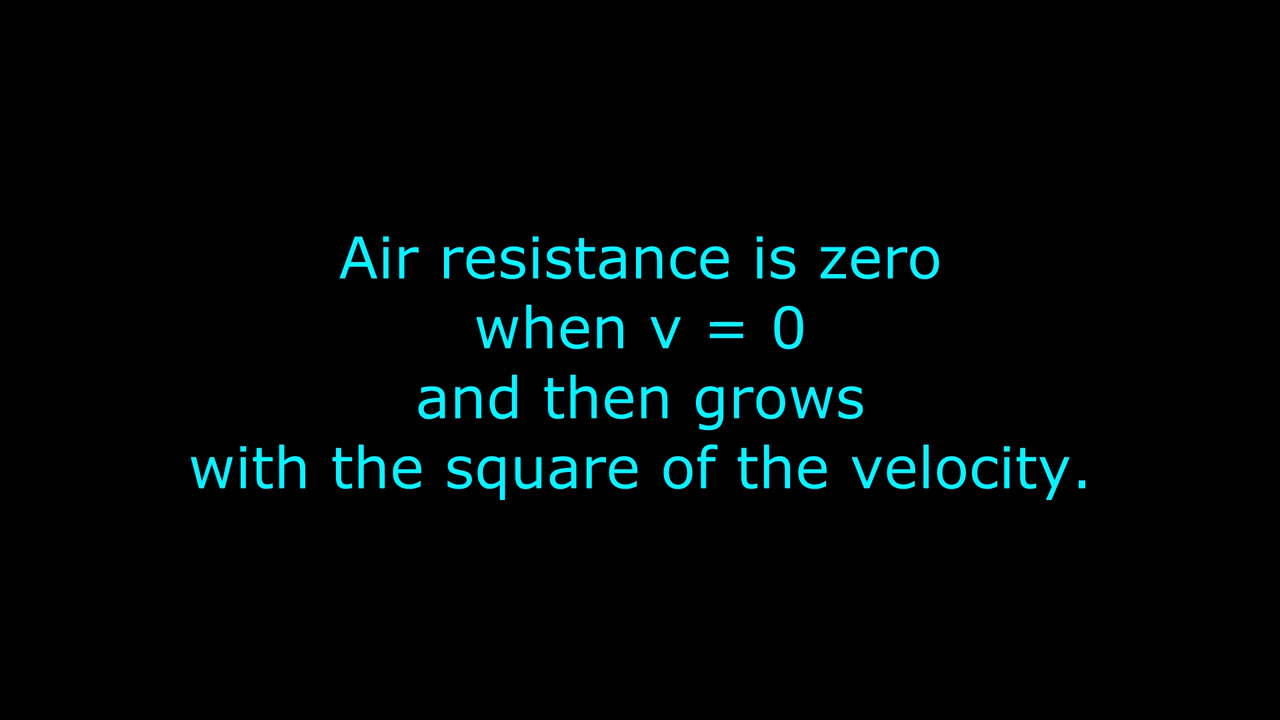 Air resistance is zero
when v = 0
and then grows
with the square of the velocity.